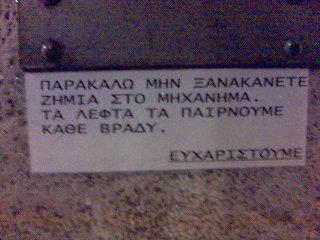 ΠΑΡΑΚΑΛΩ ΜΗΝ ΞΑΝΑΚΑΝΕΤΕ
ΖΗΜΙΑ ΣΤΟ ΜΗΧΑΝΗΜΑ.
ΤΑ ΛΕΦΤΑ ΤΑ ΠΑΙΡΝΟΥΜΕ
ΚΑΘΕ ΒΡΑΔΥ.
ΕΥΧΑΡΙΣΤΟΥΜΕ